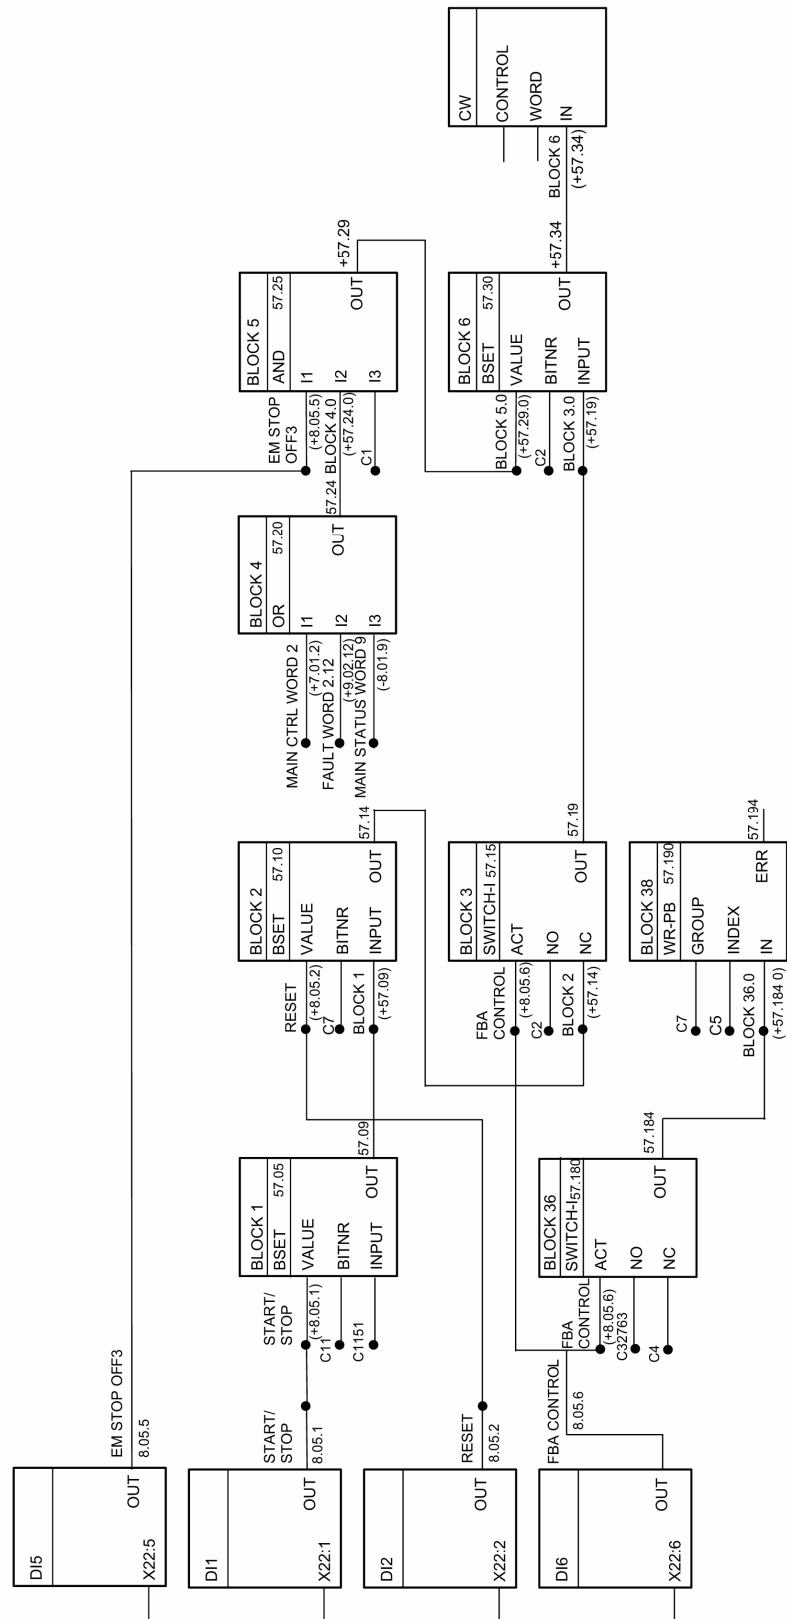 DI5
OUT
X22:5
EM STOP OFF3
8.05.5
DI1
OUT
X22:1
START/
STOP
8.05.1
DI2
OUT
X22:2
RESET
8.05.2
DI6
OUT
X22:6
FBA CONTROL
8.05.6
START/
STOP
(+8.05.1)
C11
C1151
BLOCK 1
BSET
57.05
VALUE
BITNR
INPUT
OUT
57.09
FBA
CONTROL
(+8.05.6)
C32763
C4
BLOCK 36
SWITCH-I
57.180
ACT
NO
NC
OUT
57.184
RESET
(+8.05.2)
C7
BLOCK 1
(+57.09)
BLOCK 2
BSET
57.10
VALUE
BITNR
INPUT
OUT
57.14
FBA
CONTROL
(+8.05.6)
C2
BLOCK 2
(+57.14)
BLOCK 3
SWITCH-I
57.15
ACT
NO
NC
OUT
57.19
C7
C5
BLOCK 36.0
(+57.184 0)
BLOCK 38
WR-PB
57.190
GROUP
INDEX
IN
ERR
57.194
MAIN CTRL WORD 2
(+7.01.2)
FAULT WORD 2.12
(+9.02.12)
MAIN STATUS WORD 9
(-8.01.9)
BLOCK 4
OR
57.20
I1
I2
I3
OUT
57.24
EM STOP
OFF3
(+8.05.5)
BLOCK 4.0
(+57.24.0)
C1
BLOCK 5
AND
57.25
I1
I2
I3
OUT
+57.29
BLOCK 5.0
(+57.29.0)
C2
BLOCK 3.0
(+57.19)
BLOCK 6
BSET
57.30
VALUE
BITNR
INPUT
OUT
+57.34
BLOCK 6
(+57.34)
CW
CONTROL
WORD
IN